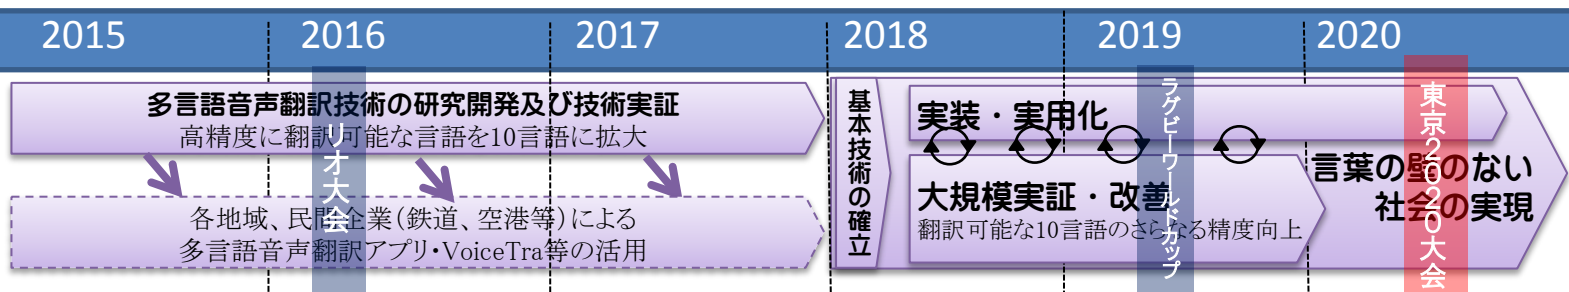 2015
2016
2017
2018
2019
2020
多言語音声翻訳技術の研究開発及び技術実証
高精度に翻訳可能な言語を10言語に拡大
リオ大会
各地域、民間企業(鉄道、空港等)による
多言語音声翻訳アプリ・VoiceTra等の活用
基本技術の確立
実装・実用化
大規模実証・改善
翻訳可能な10言語のさらなる精度向上
ラグビーワールドカップ
言葉の壁のない
社会の実現
東京2020大会